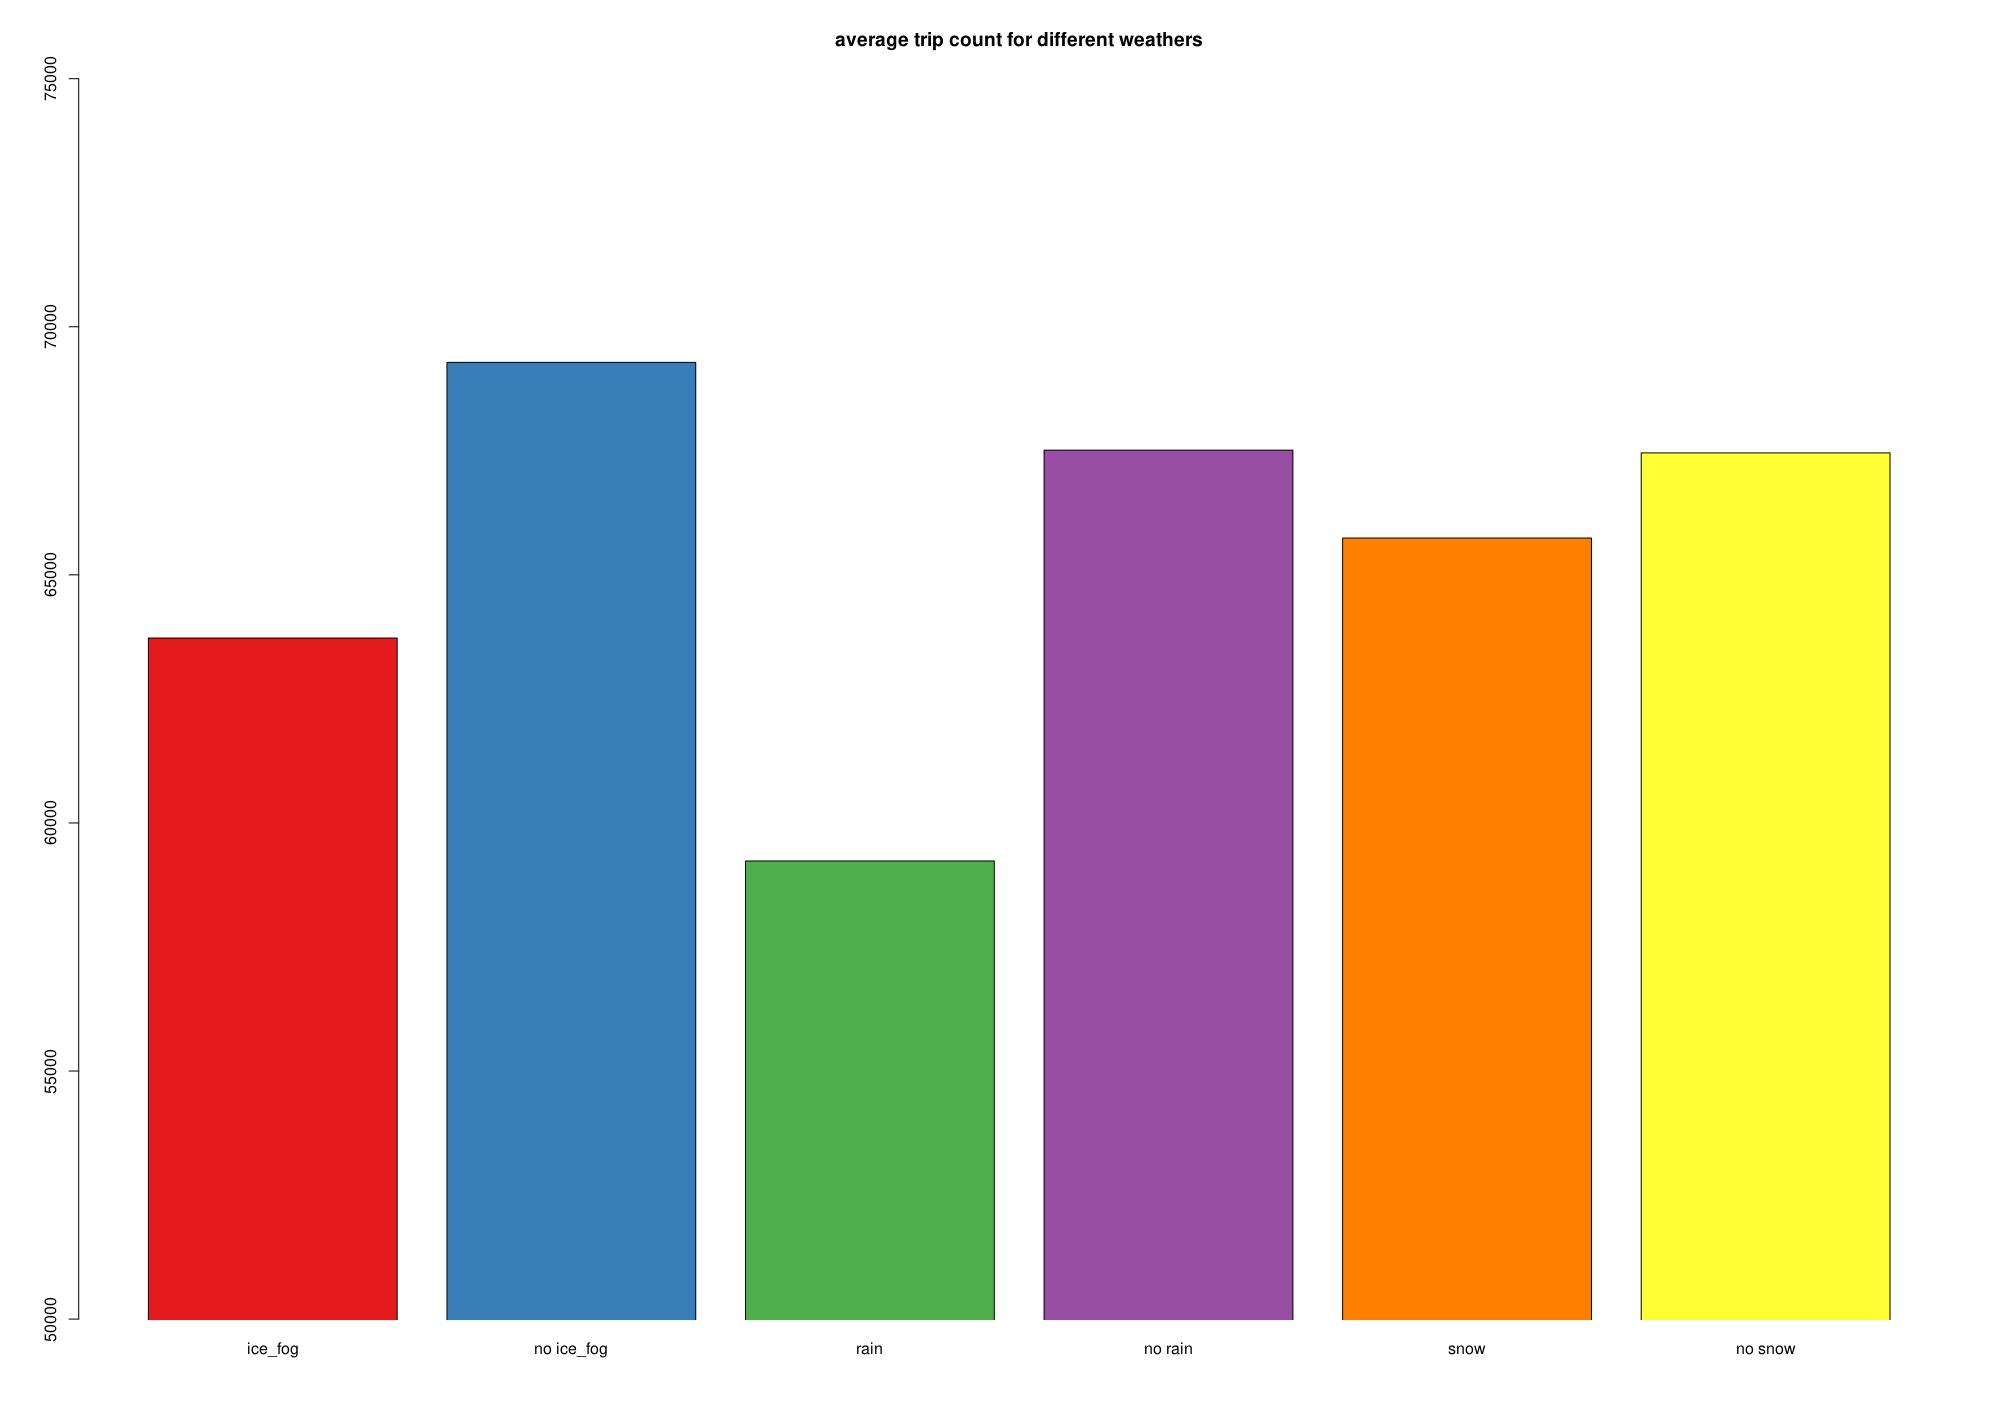 average trip count for different weathers
75000
70000
65000
60000
55000
50000
ice_fog
no ice_fog
rain
no rain
snow
no snow